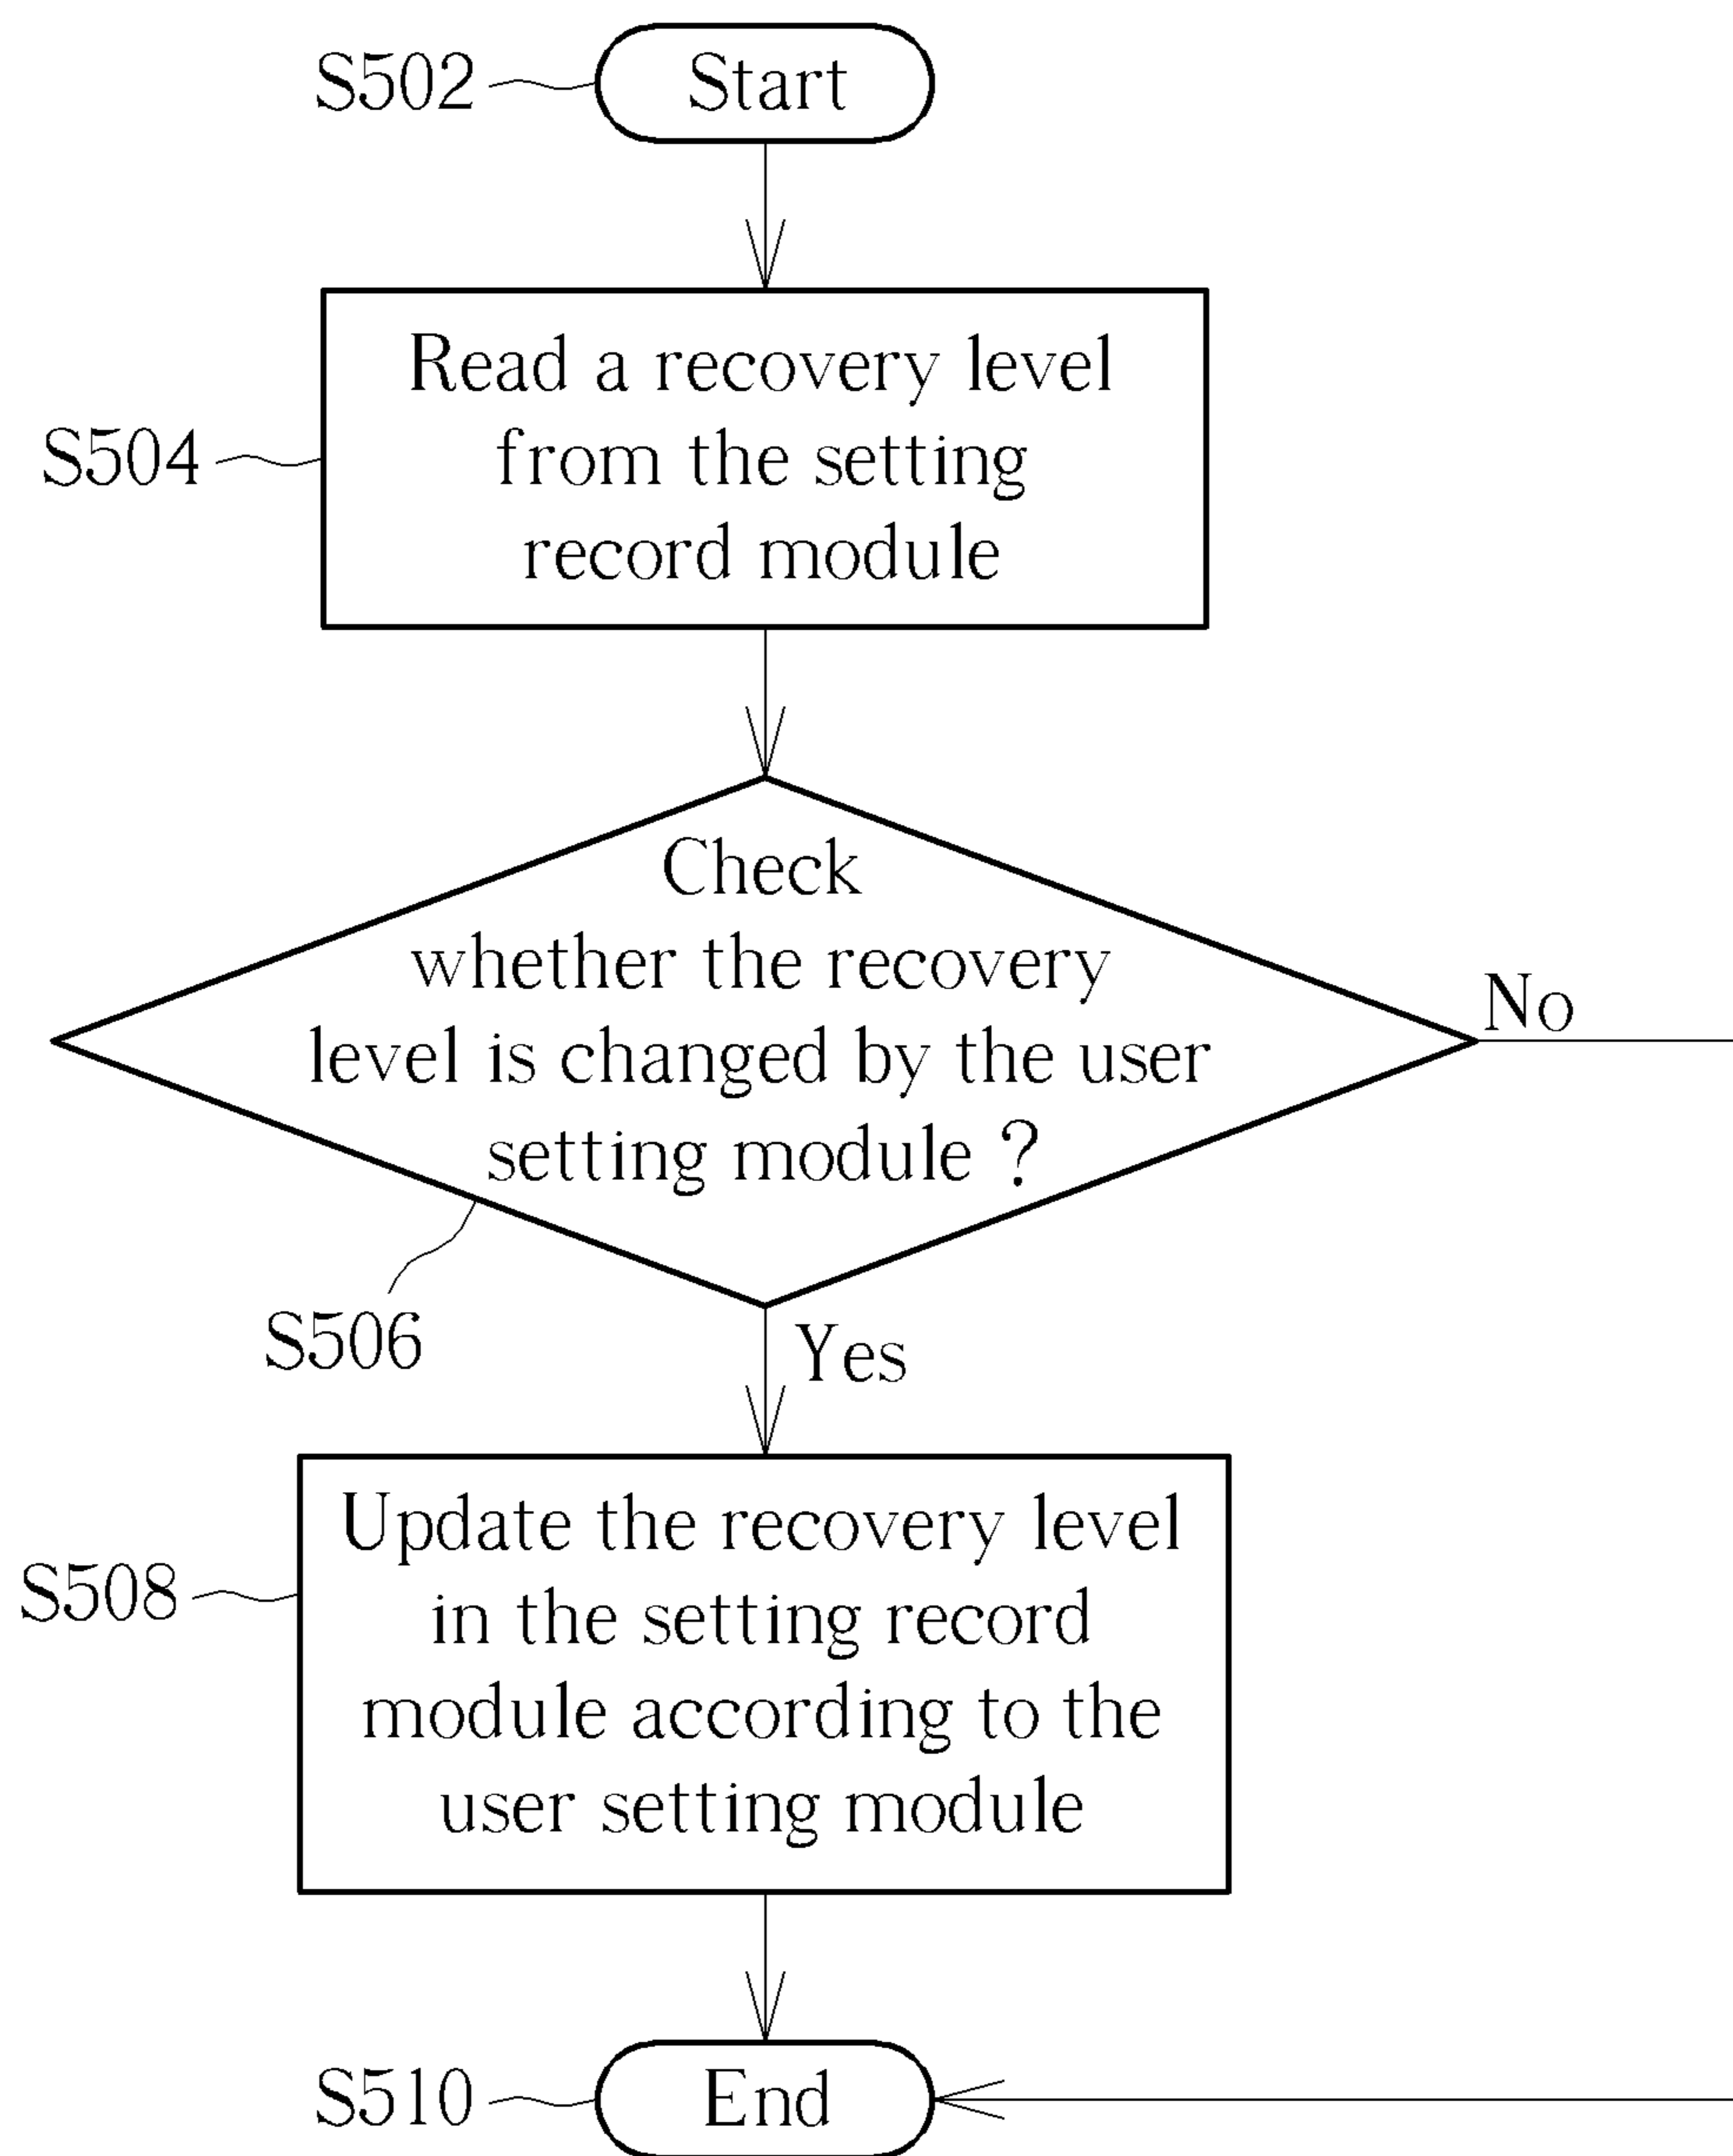 S502
Start
S504
Read a recovery level
from the setting
record module
Check
whether the recovery
level is changed by the user
setting module ?
No
S506
Yes
S508
Update the recovery level
in the setting record
module according to the
user setting module
S510
End